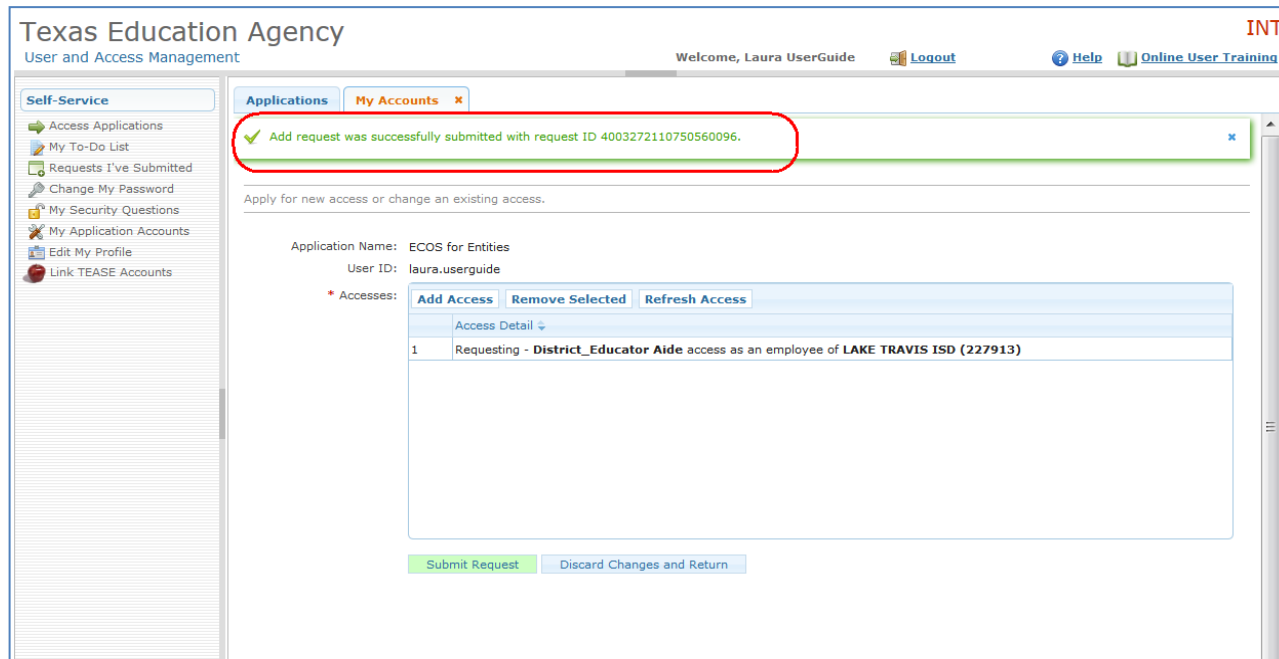 Texas Education Agency
INT
User and Access Management
Welcome, Laura UserGuide Logout Help Online User Training
Self-Service
Access Applications
My To-Do List
Requests I've Submitted
Change My Password
My Security Questions
My Application Accounts
Edit My Profile
Link TEASE Accounts
Applications My Accounts
Add request was successfully submitted with request ID 4003272110750560096.
Apply for new access or change an existing access.
Application Name: ECOS for Entities
User ID: laura.userguide
* Accesses: Add Access Remove Selected Refresh Access
Access Detail
1 Requesting - District_Educator Aide access as an employee of LAKE TRAVIS ISD (227913)
Submit Request Discard Changes and Return